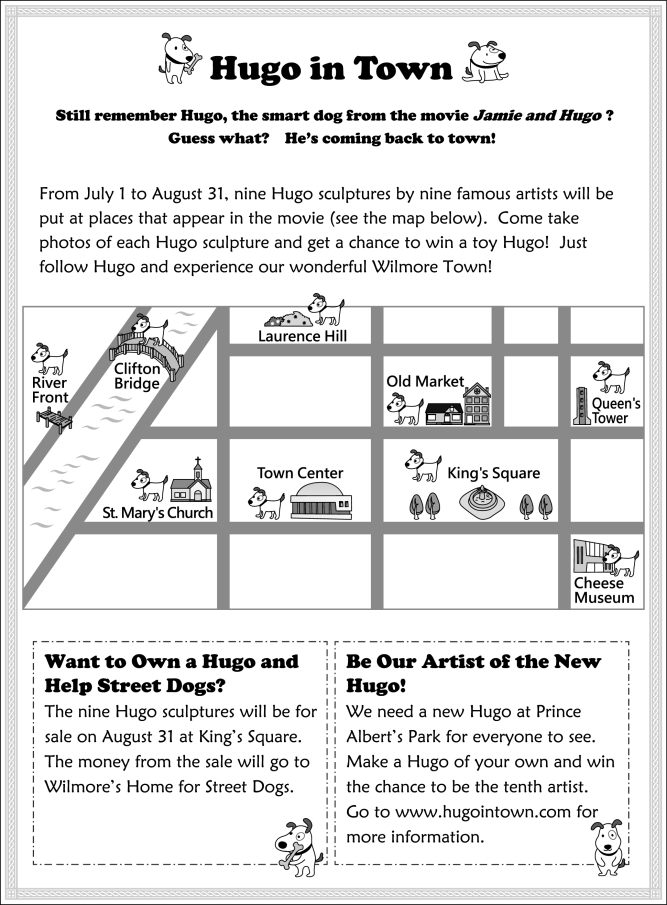 Hugo in Town
Still remember Hugo, the smart dog from the movie Jamie and Hugo ?
Guess what? He's coming back to town!
From July 1 to August 31, nine Hugo sculptures by nine famous artists will be
put at places that appear in the movie (see the map below). Come take
photos of each Hugo sculpture and get a chance to win a toy Hugo! Just
follow Hugo and experience our wonderful Wilmore Town!
Laurence Hill
Clifton
Bridge
River
Front
Old Market
Queen's
Tower
St. Mary's Church
Town Center
King's Square
Cheese
Museum
Want to Own a Hugo and
Help Street Dogs?
The nine Hugo sculptures will be for
sale on August 31 at King's Square.
The money from the sale will go to
Wilmore's Home for Street Dogs.
Be Our Artist of the New
Hugo!
We need a new Hugo at Prince
Albert's Park for everyone to see.
Make a Hugo of your own and win
the chance to be the tenth artist.
Go to www.hugointown.com for
more information.